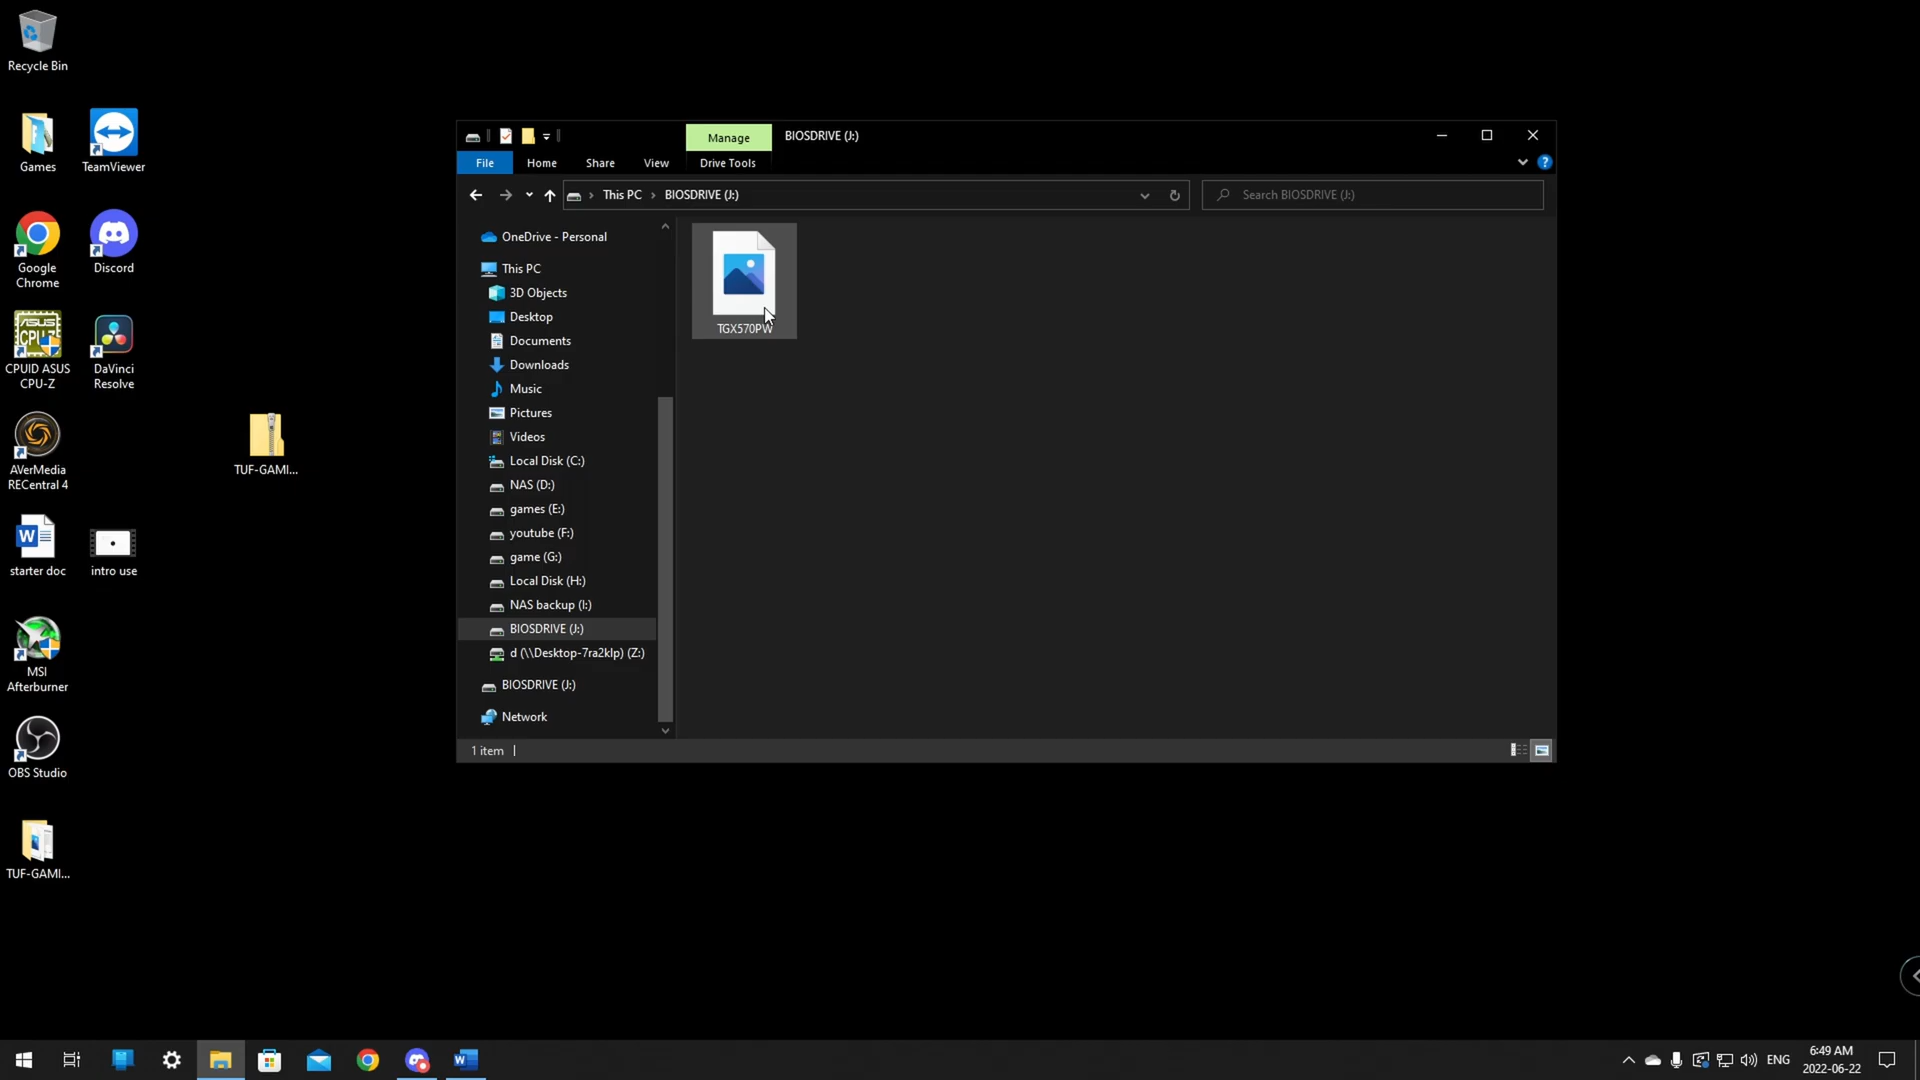 Recycle Bin
Games
TeamViewer
Google
Chrome
Discord
CPUID ASUS
CPU-Z
DaVinci
Resolve
AVerMedia
RECentral 4
TUF-GAMI...
starter doc
intro use
MSI
Afterburner
OBS Studio
TUF-GAMI...
Manage
BIOSDRIVE (J:)
File
Home
Share
View
Drive Tools
This PC
BIOSDRIVE (J:)
Search BIOSDRIVE (J:)
OneDrive - Personal
This PC
3D Objects
Desktop
Documents
Downloads
Music
Pictures
Videos
Local Disk (C:)
NAS (D:)
games (E:)
youtube (F:)
game (G:)
Local Disk (H:)
NAS backup (I:)
BIOSDRIVE (J:)
d (\\Desktop-7ra2klp) (Z:)
BIOSDRIVE (J:)
Network
TGX570PW
1 item
ENG
6:49 AM
2022-06-22